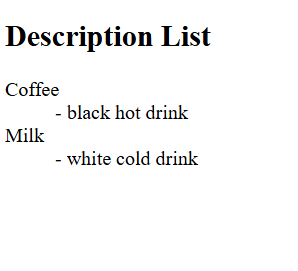 Description List
Coffee
- black hot drink
Milk
- white cold drink